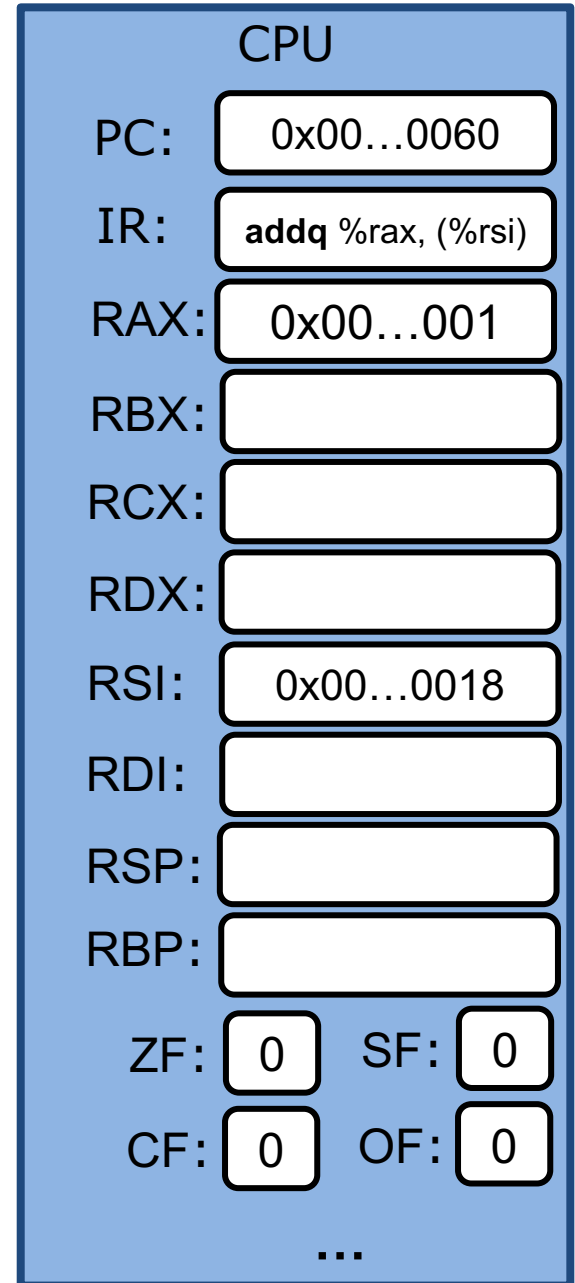 CPU
PC: 0x00...0060
IR: addq %rax, (%rsi)
RAX: 0x00...001
RBX:
RCX:
RDX:
RSI: 0x00...0018
RDI:
RSP:
RBP:
ZF: 0 SF: 0
CF: 0 OF: 0
...